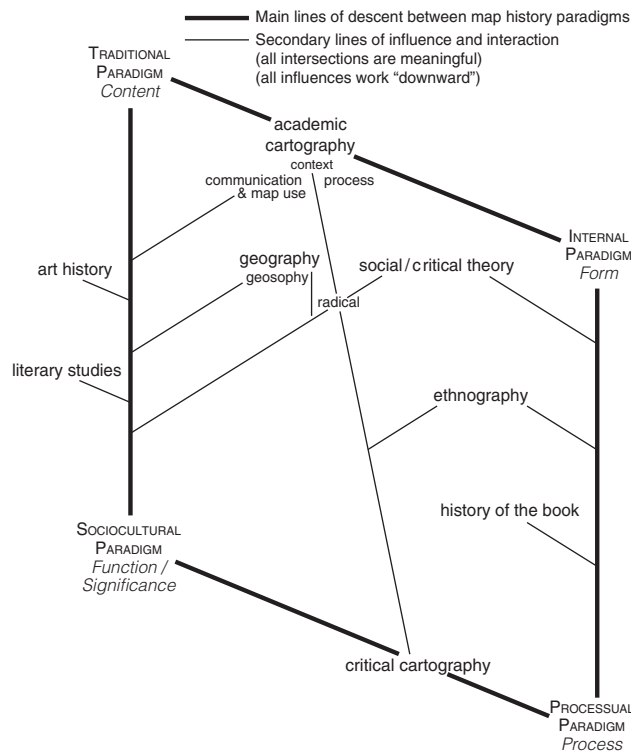 Main lines of descent between map history paradigms
Secondary lines of influence and interaction
(all intersections are meaningful)
(all influences work “downward”)
TRADITIONAL
PARADIGM
Content
academic
cartography
context
communication process
& map use
INTERNAL
PARADIGM
Form
art history
geography
geosophy
social/critical theory
radical
literary studies
ethnography
history of the book
SOCIOCULTURAL
PARADIGM
Function /
Significance
critical cartography
PROCESSUAL
PARADIGM
Process